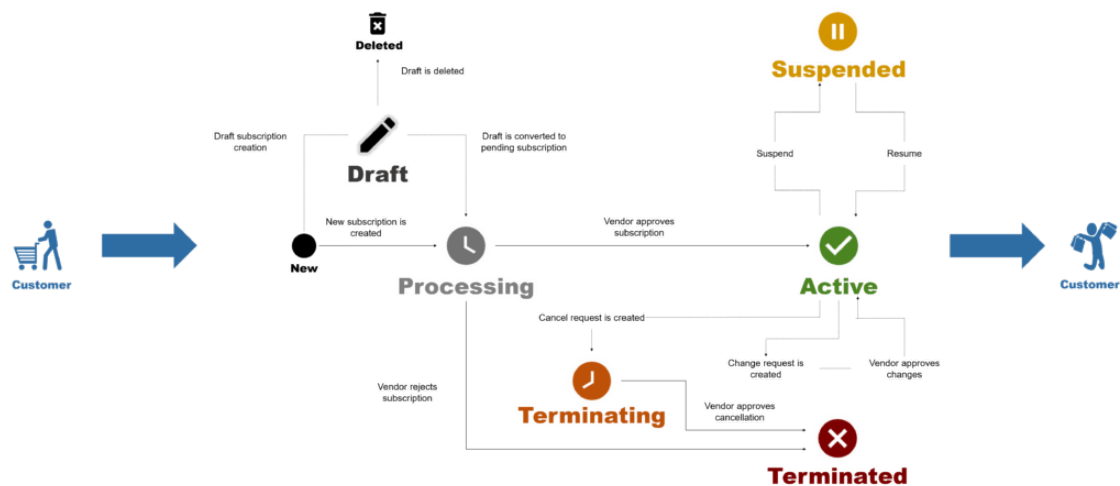 Deleted
Draft is deleted
Suspended
Draft subscription
creation
Draft is converted to
pending subscription
Draft
Suspend
Resume
New subscription is
created
Vendor approves
subscription
New
Customer
Processing
Active
Customer
Cancel request is created
Change request is
created
Vendor approves
changes
Vendor rejects
subscription
Terminating
Vendor approves
cancellation
Terminated